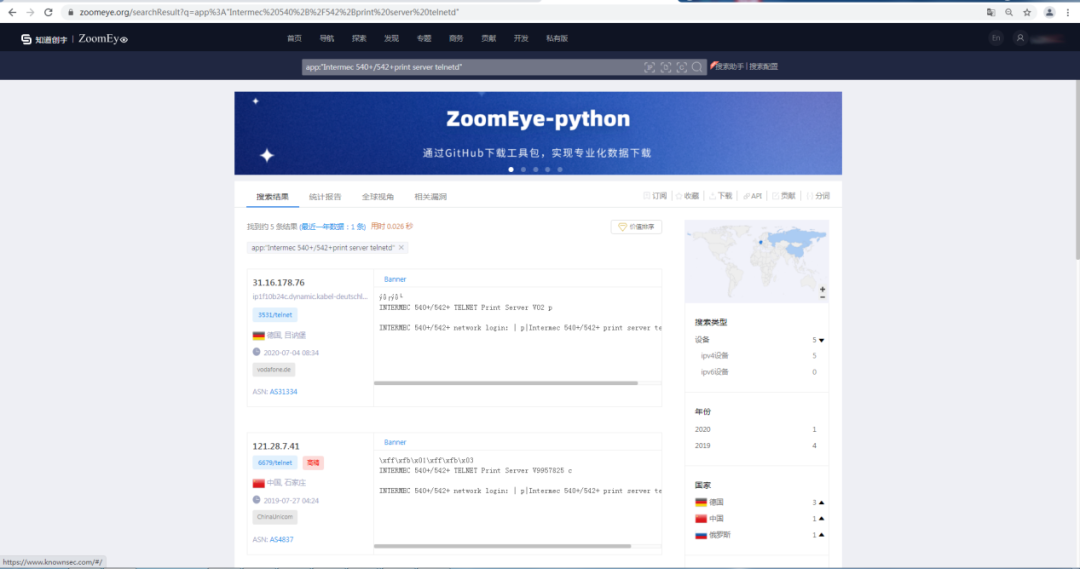 zoomeye.org/searchResult?q=app%3A"Intermec%20540%2B%2F542%2Bprint%20server%20telnetd"
知道创宇 | ZoomEye
首页 导航 探索 发现 专题 商务 贡献 开发 私有版
En
app:"Intermec 540+/542+print server telnetd"
搜索助手 | 搜索配置
ZoomEye-python
通过GitHub下载工具包，实现专业化数据下载
搜索结果 统计报告 全球视角 相关漏洞
订阅 收藏 下载 API 贡献 分词
找到约 5 条结果 (最近一年数据：1 条) 用时 0.026 秒
价值排序
app:"Intermec 540+/542+print server telnetd" ×
31.16.178.76
ip1f10b24c.dynamic.kabel-deutschl...
3531/telnet
德国,
2020-07-04 08:34
vodafone.de
ASN: AS31334
Banner
INTERMEC 540+/542+ TELNET Print Server V02 p
INTERMEC 540+/542+ network login: | p|Intermec 540+/542+ print server te
121.28.7.41
6679/telnet
中国, 石家庄
2019-07-27 04:24
ChinaUnicom
ASN: AS4837
Banner
\xff\xfb\x01\xff\xfb\x03
INTERMEC 540+/542+ TELNET Print Server V9957825 c
INTERMEC 540+/542+ network login: | p|Intermec 540+/542+ print server te
+
−
搜索类型
设备 5
ipv4设备 5
ipv6设备 0
年份
2020 1
2019 4
国家
德国 3
中国 1
俄罗斯 1
https://www.knownsec.com/#/